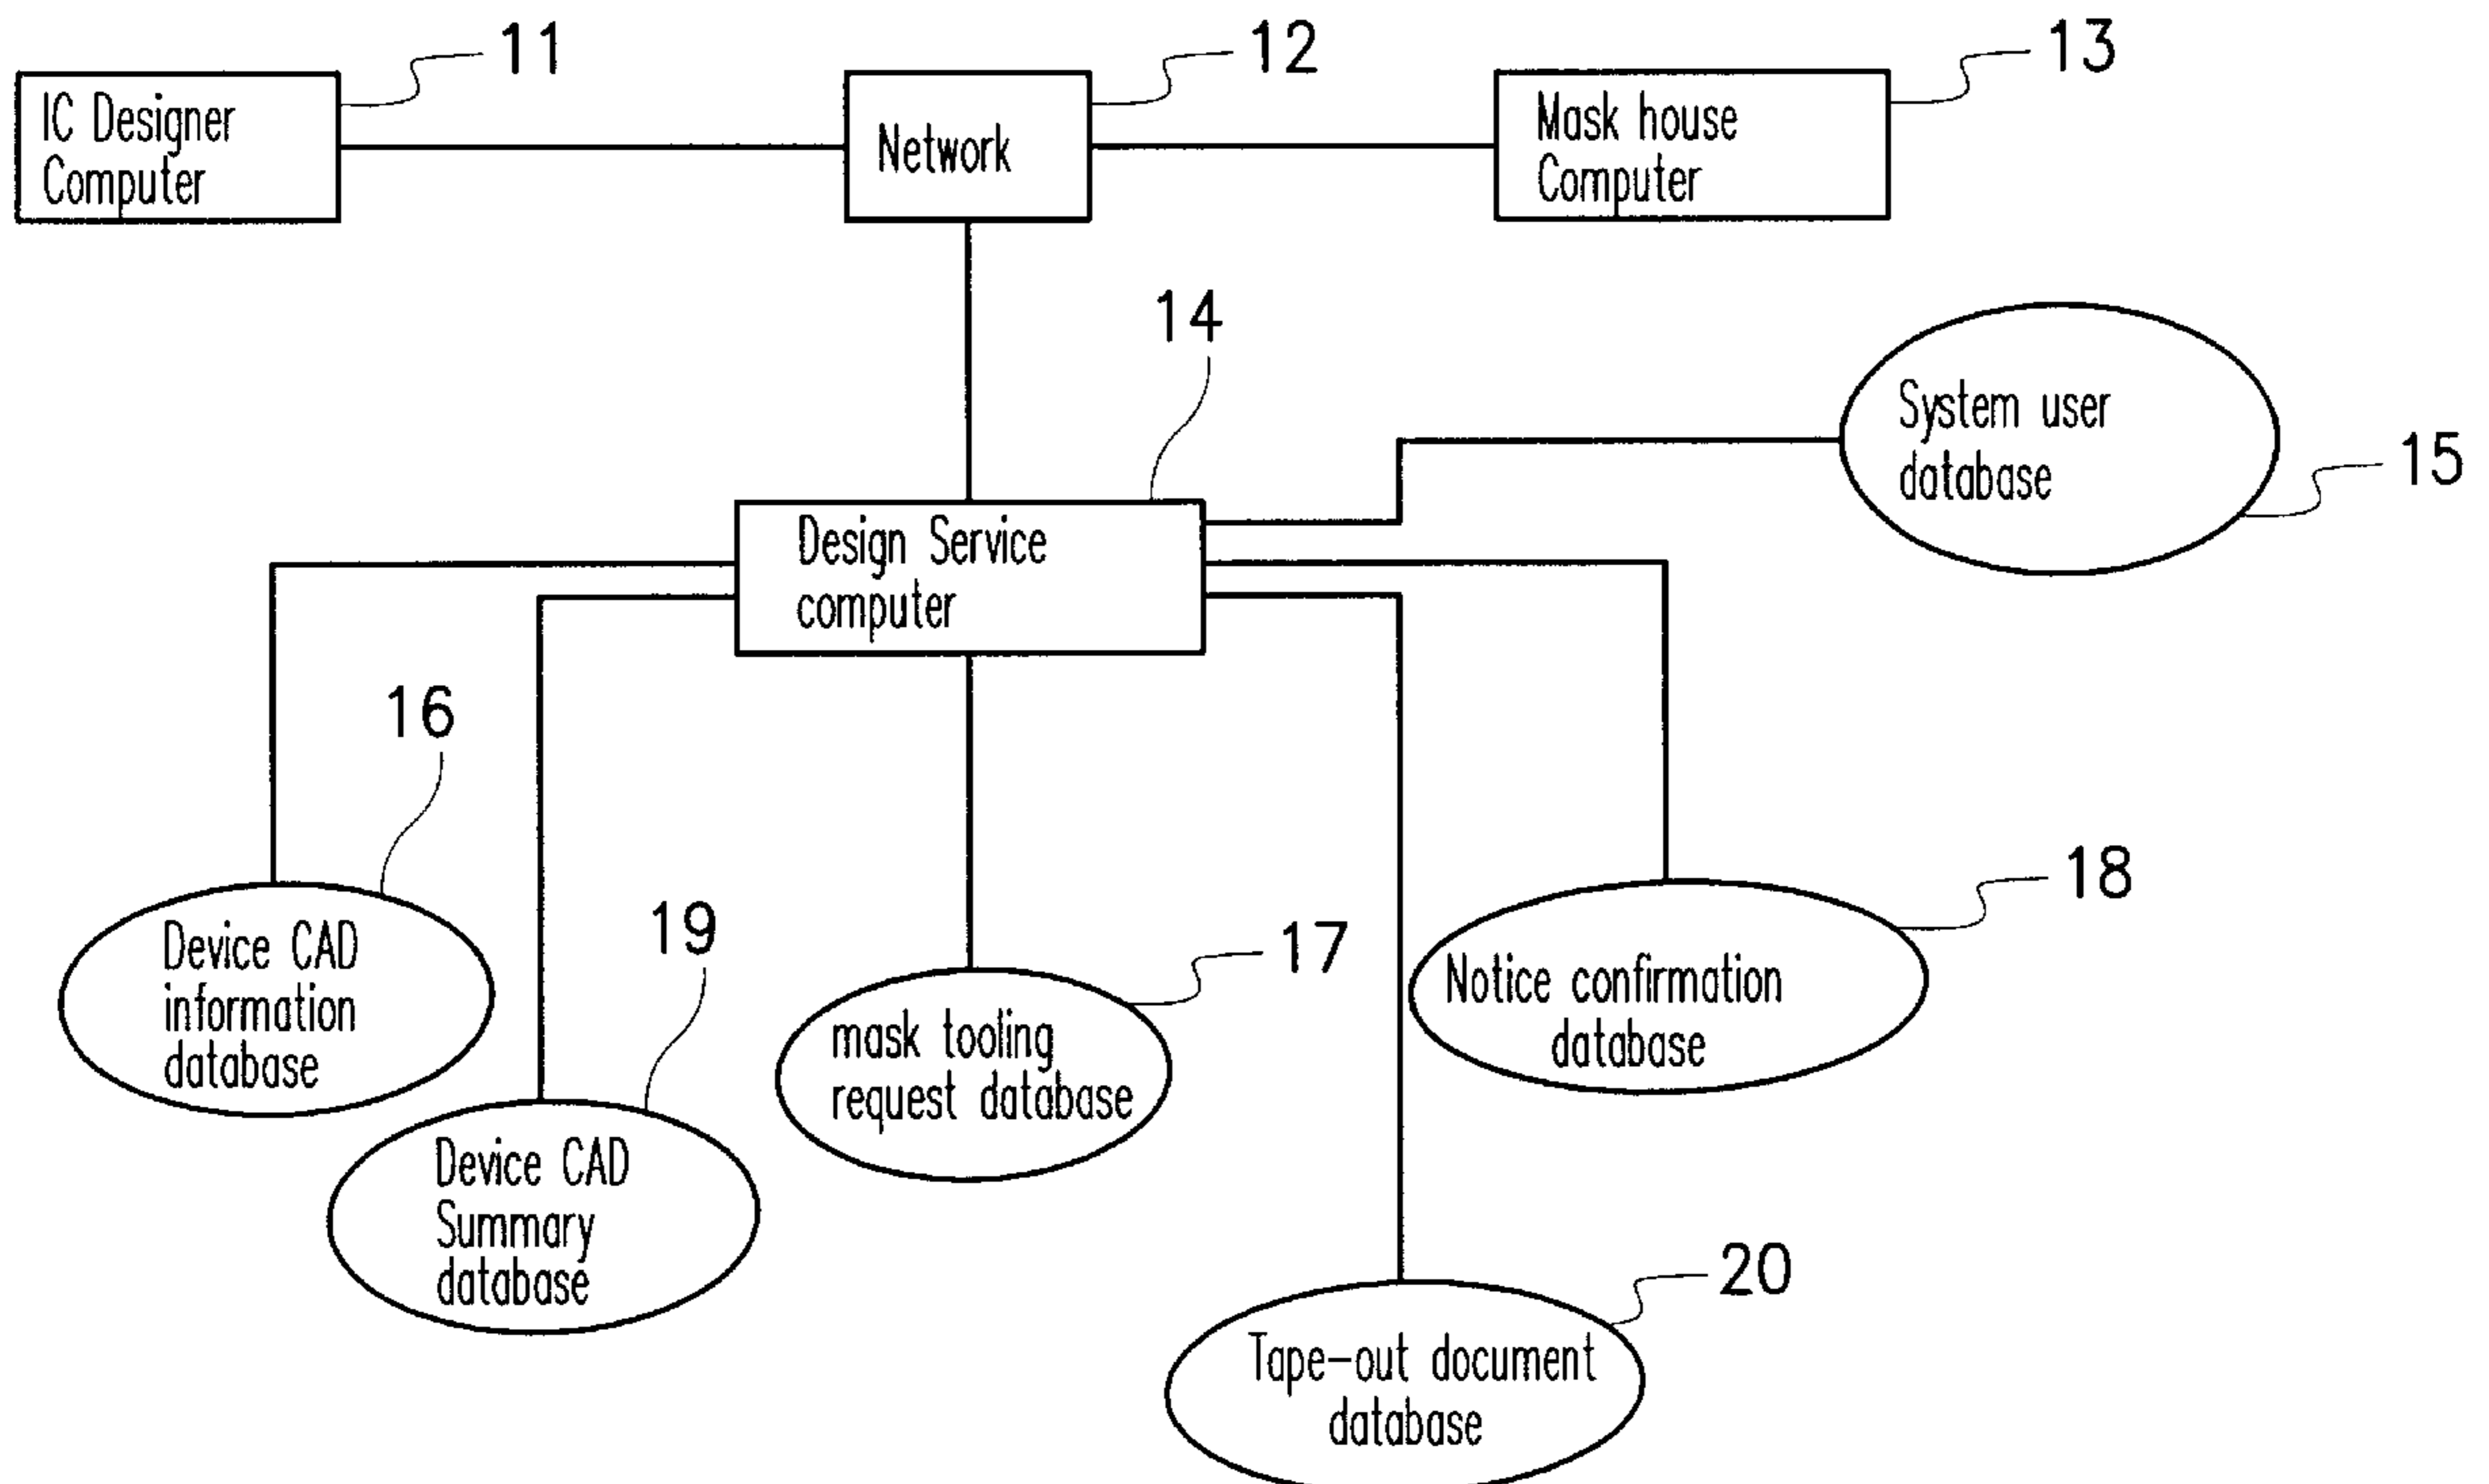 11
12
13
IC Designer
Computer
Network
Mask house
Computer
14
System user
database
15
Design Service
computer
16
19
17
18
Device CAD
information
database
Device CAD
Summary
database
mask tooling
request database
Notice confirmation
database
20
Tape-out document
database